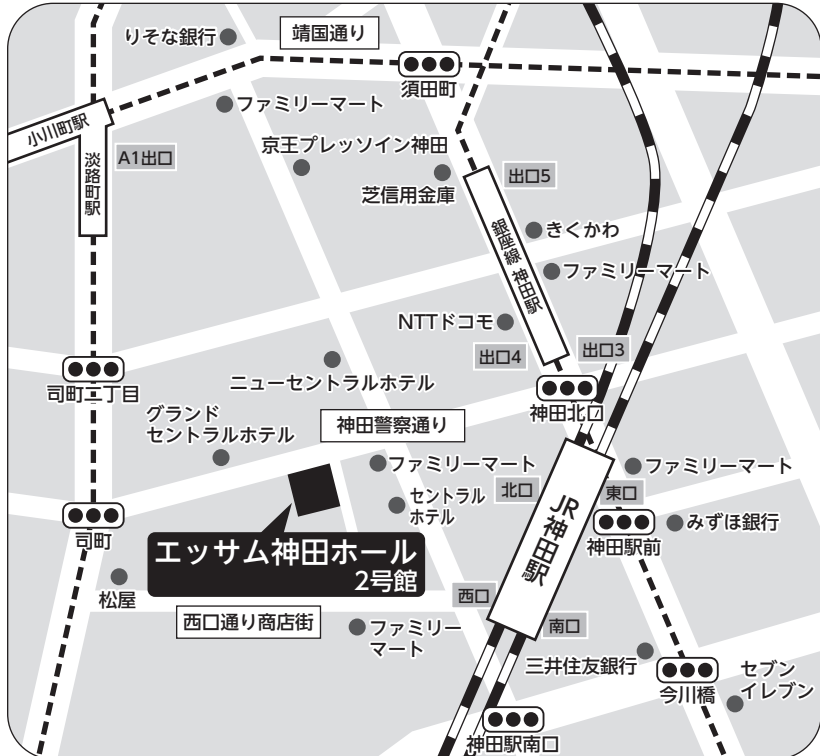 りそな銀行
靖国通り
須田町
ファミリーマート
小川町駅
A1出口
淡路町駅
京王プレッソイン神田
芝信用金庫
出口5
銀座線 神田駅
きくかわ
ファミリーマート
NTTドコモ
出口4
出口3
司町二丁目
ニューセントラルホテル
神田北口
グランド
セントラルホテル
神田警察通り
ファミリーマート
セントラル
ホテル
北口
JR神田駅
東口
ファミリーマート
みずほ銀行
神田駅前
司町
エッサム神田ホール
2号館
松屋
西口通り商店街
西口
南口
ファミリー
マート
三井住友銀行
今川橋
セブン
イレブン
神田駅南口